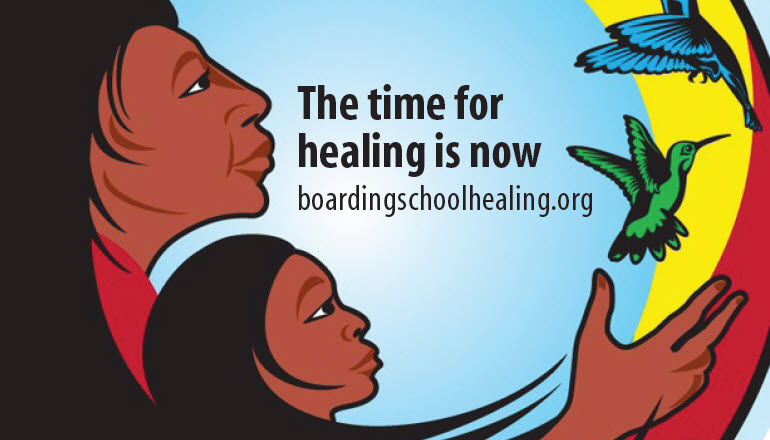 The time for
healing is now
boardingschoolhealing.org